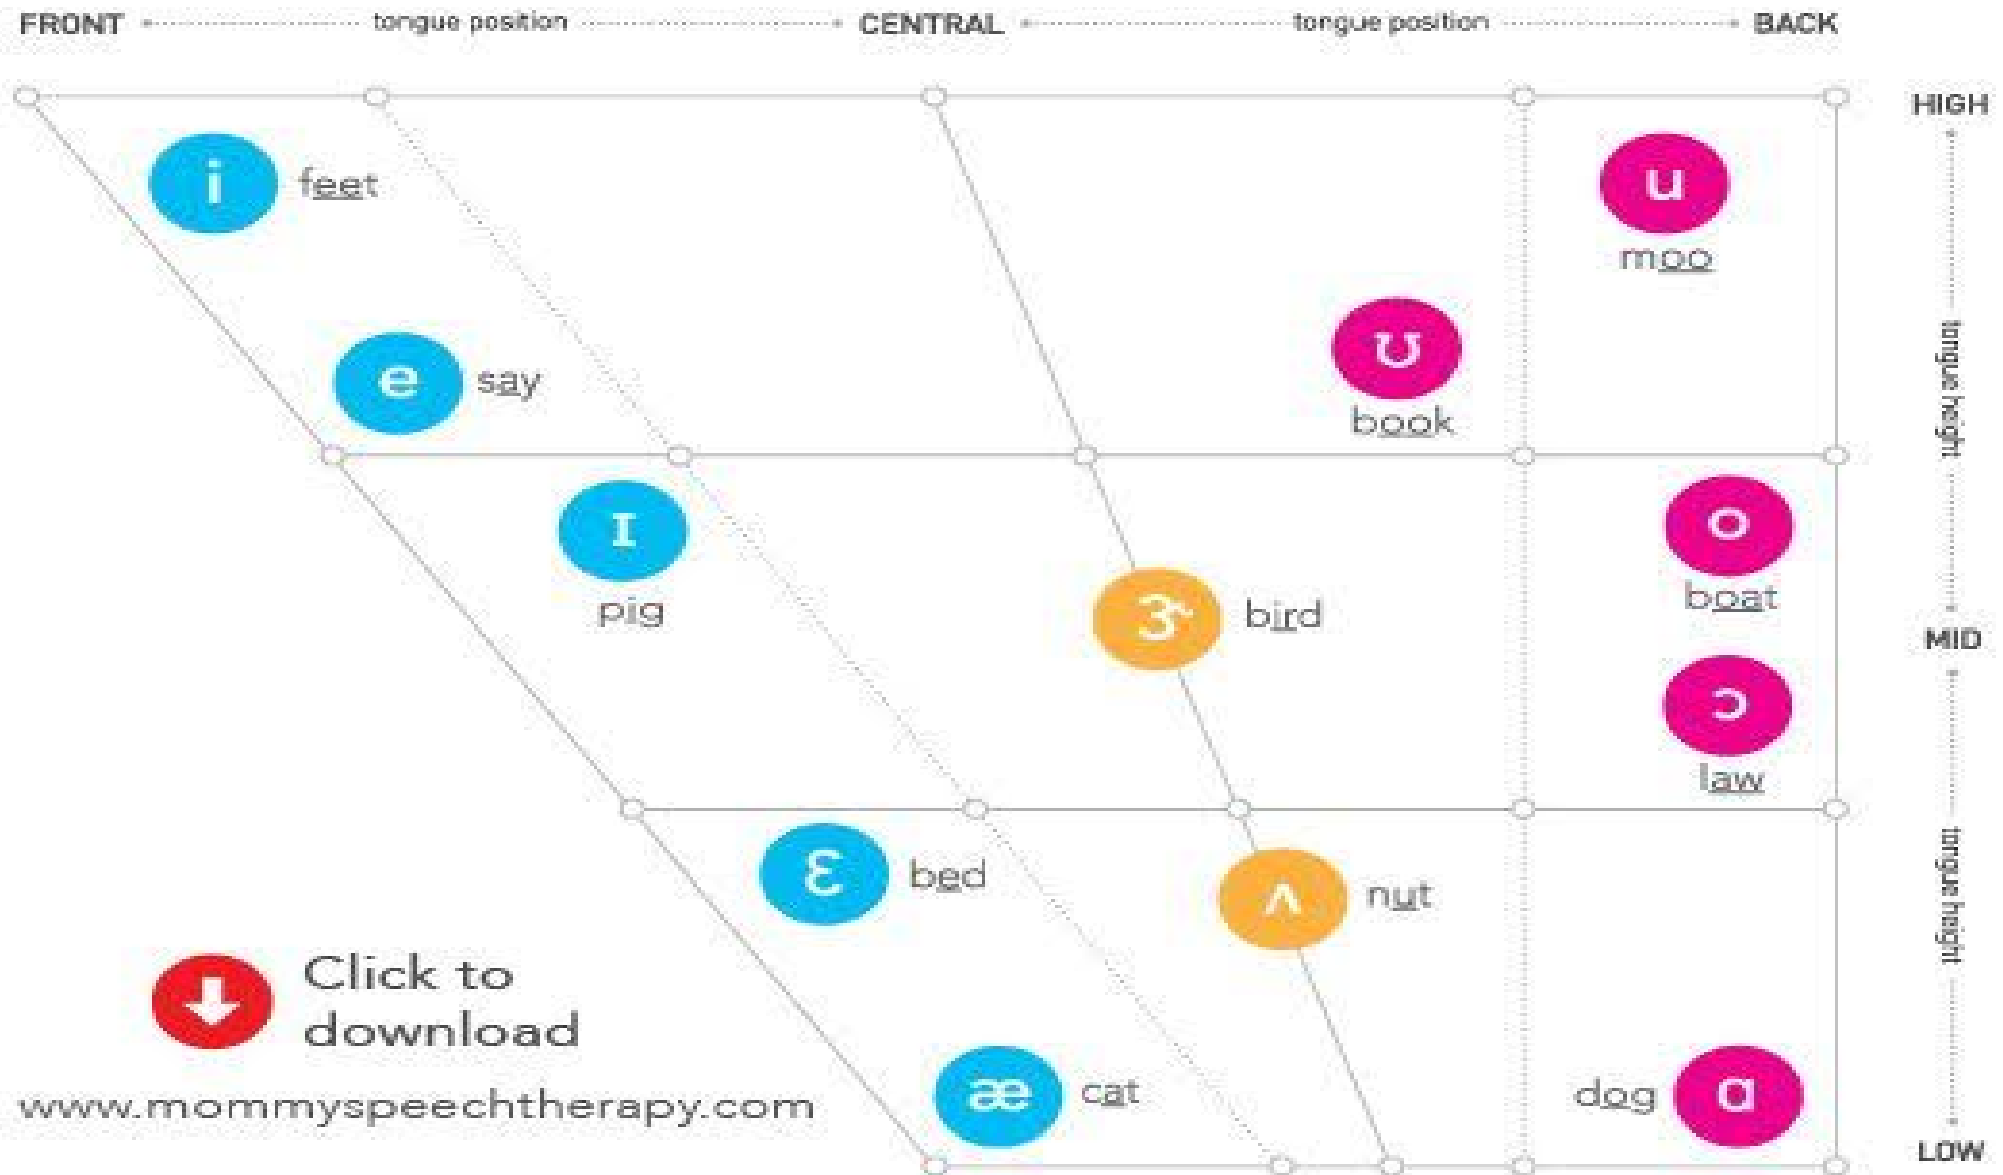 FRONT tongue position CENTRAL tongue position BACK
HIGH
i feet
u
moo
ʊ
book
tongue height
e say
ɪ
pig
o
boat
ɝ bird
MID
ɔ
law
ɛ bed
ʌ nut
tongue height
Click to
download
www.mommyspeechtherapy.com
æ cat
dog ɑ
LOW